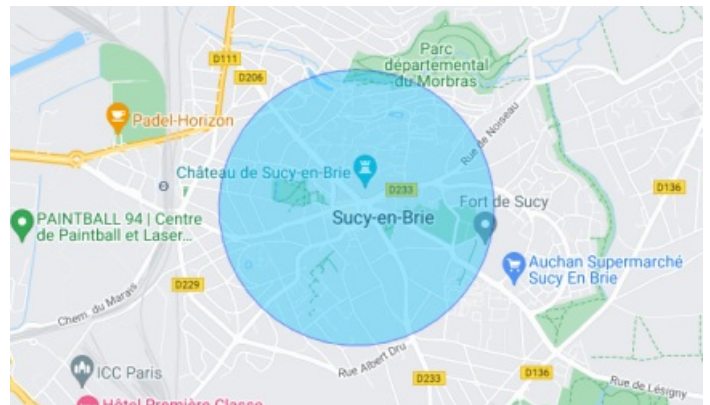 Parc
départemental
du Morbras
D111
D206
Padel-Horizon
Rue de Noiseau
Château de Sucy-en-Brie
D233
D136
Fort de Sucy
Sucy-en-Brie
PAINTBALL 94 | Centre
de Paintball et Laser...
Auchan Supermarché
Sucy En Brie
D229
Chem. du Marais
Rue Albert Dru
ICC Paris
D233
D136
Rue de Lésigny
Hôtel Première Classe